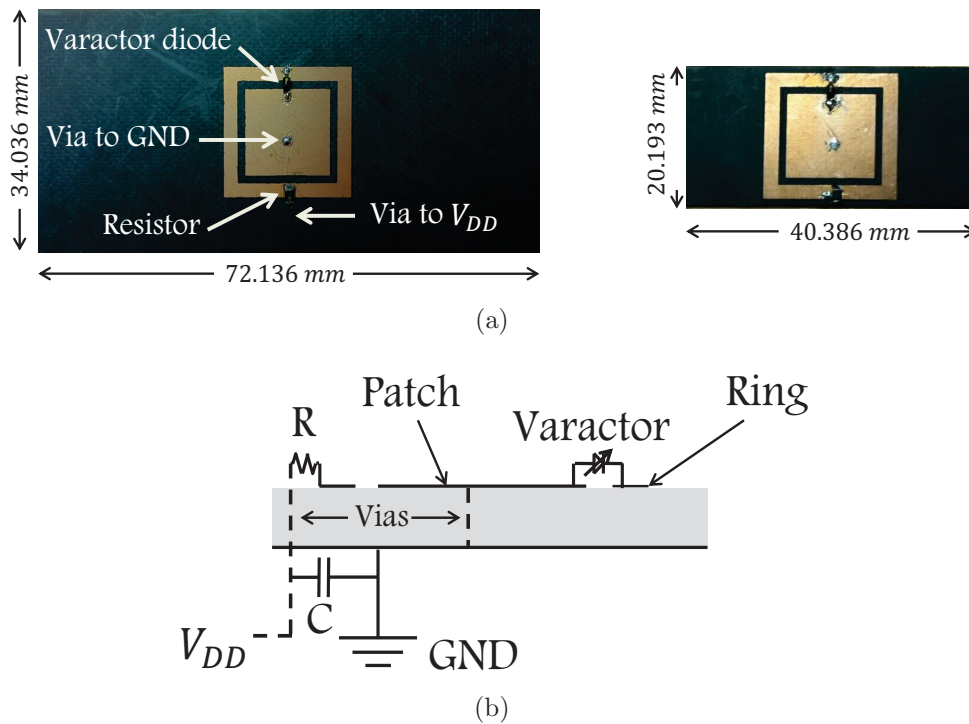 Varactor diode
Via to GND
Resistor
Via to V_DD
34.036 mm
72.136 mm
20.193 mm
40.386 mm
(a)
Patch
Ring
R
Varactor
Vias
C
V_DD
GND
(b)